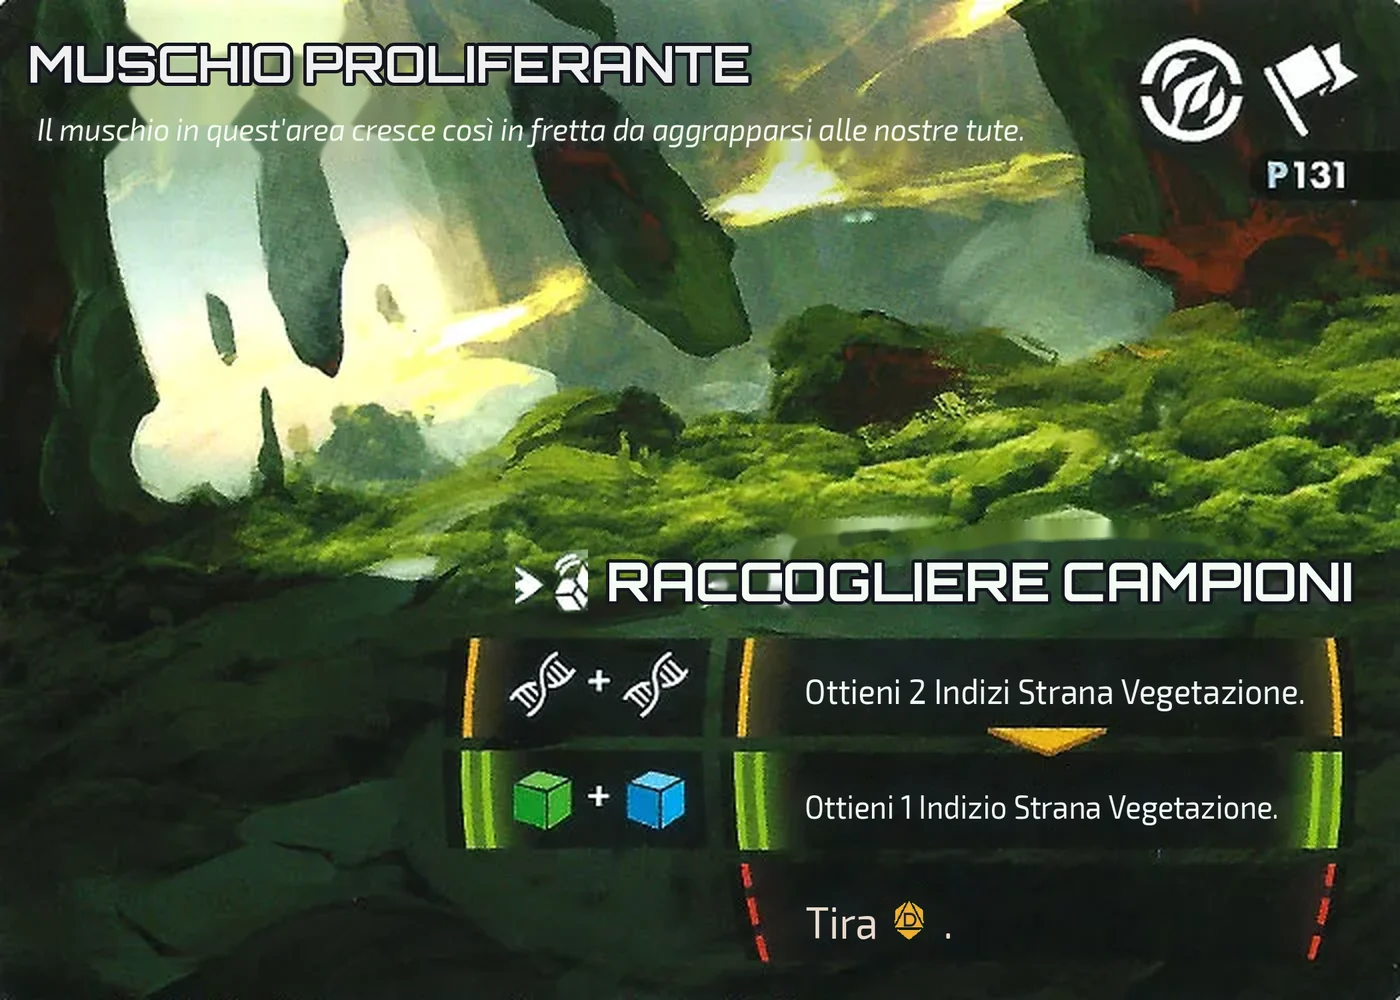 MUSCHIO PROLIFERANTE
Il muschio in quest'area cresce così in fretta da aggrapparsi alle nostre tute.
P131
RACCOGLIERE CAMPIONI
+
Ottieni 2 Indizi Strana Vegetazione.
+
Ottieni 1 Indizio Strana Vegetazione.
Tira D .